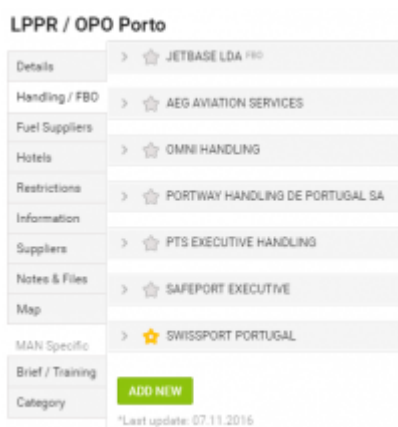 LPPR / OPO Porto
Details
Handling / FBO
Fuel Suppliers
Hotels
Restrictions
Information
Suppliers
Notes & Files
Map
MAN Specific
Brief / Training
Category
JETBASE LDA FBO
AEG AVIATION SERVICES
OMNI HANDLING
PORTWAY HANDLING DE PORTUGAL SA
PTS EXECUTIVE HANDLING
SAFEPORT EXECUTIVE
SWISSPORT PORTUGAL
ADD NEW
*Last update: 07.11.2016